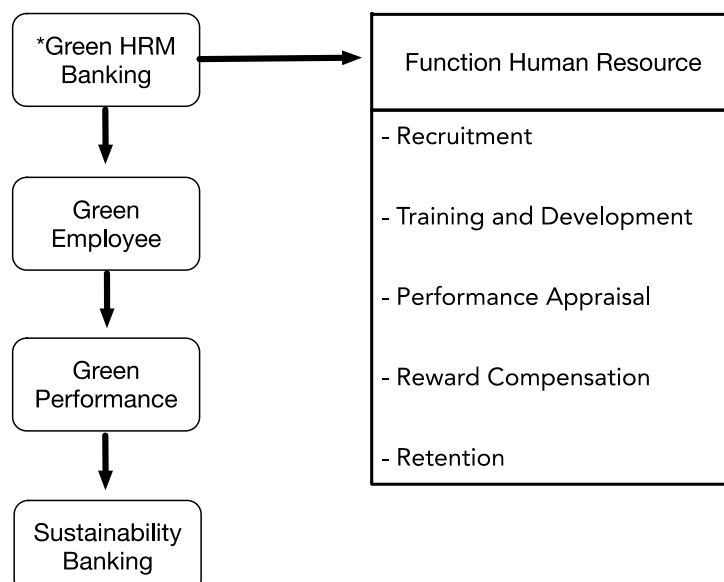 *Green HRM
Banking
Function Human Resource
- Recruitment
Green
Employee
- Training and Development
- Performance Appraisal
Green
Performance
- Reward Compensation
- Retention
Sustainability
Banking